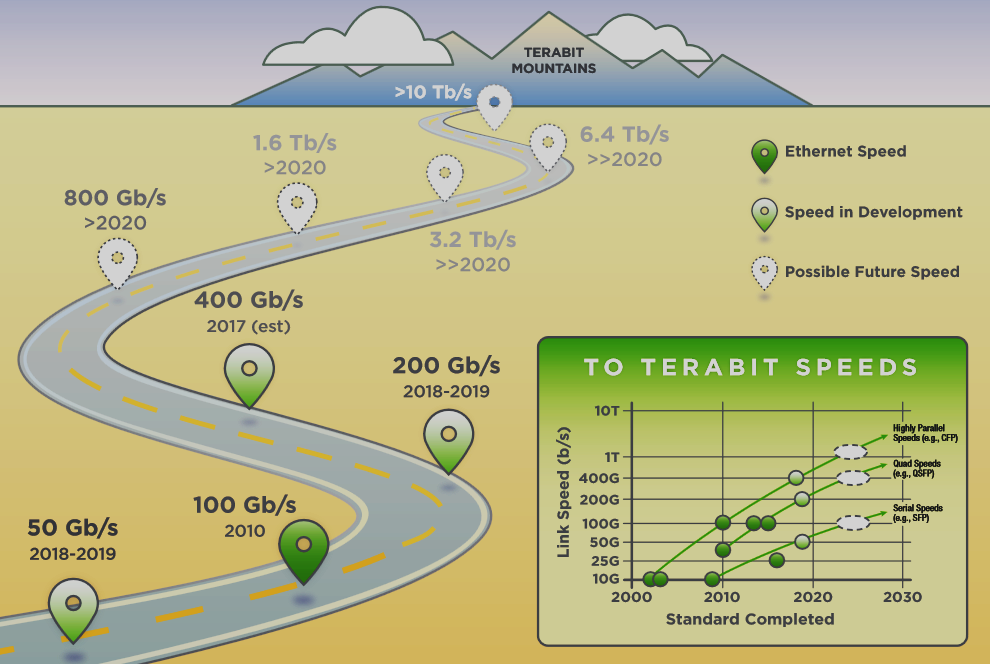 TERABIT
MOUNTAINS
>10 Tb/s
6.4 Tb/s
>>2020
1.6 Tb/s
>2020
3.2 Tb/s
>>2020
800 Gb/s
>2020
400 Gb/s
2017 (est)
200 Gb/s
2018-2019
100 Gb/s
2010
50 Gb/s
2018-2019
Ethernet Speed
Speed in Development
Possible Future Speed
TO TERABIT SPEEDS
Link Speed (b/s)
10T
1T
400G
200G
100G
50G
25G
10G
2000
2010
2020
2030
Standard Completed
Highly Parallel
Speeds (e.g., CFP)
Quad Speeds
(e.g., QSFP)
Serial Speeds
(e.g., SFP)